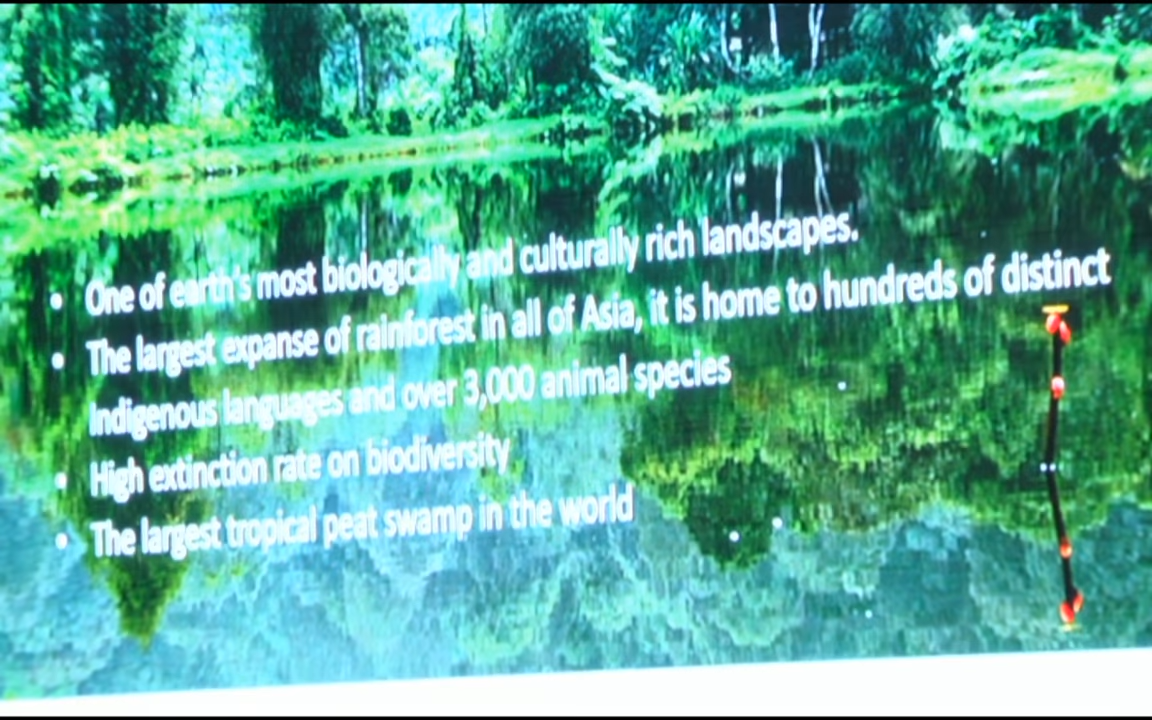 • One of earth's most biologically and culturally rich landscapes.
• The largest expanse of rainforest in all of Asia, it is home to hundreds of distinct
Indigenous languages and over 3,000 animal species
• High extinction rate on biodiversity
• The largest tropical peat swamp in the world